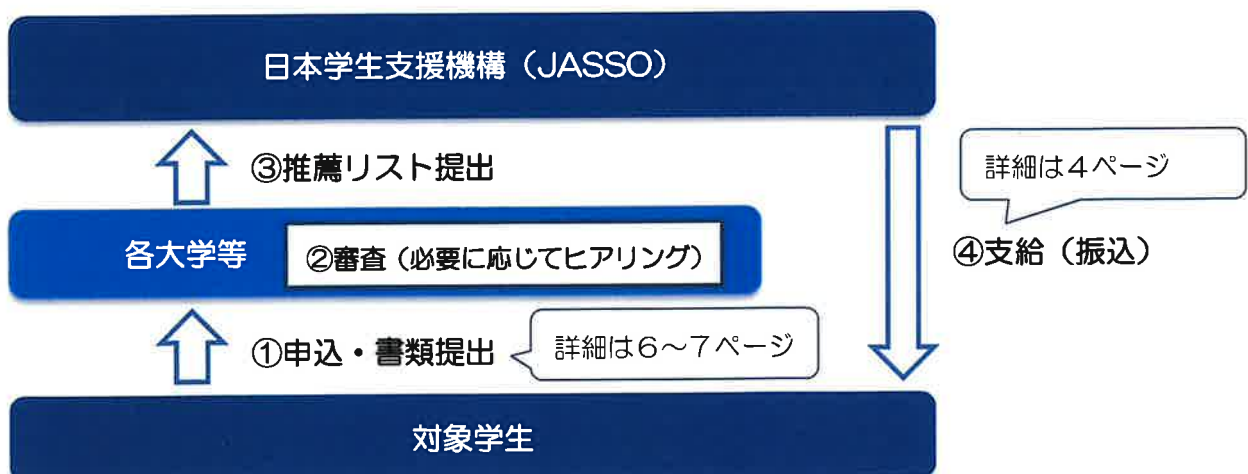 日本学生支援機構（JASSO）
③推薦リスト提出
詳細は４ページ
各大学等
②審査（必要に応じてヒアリング）
④支給（振込）
①申込・書類提出
詳細は６～７ページ
対象学生